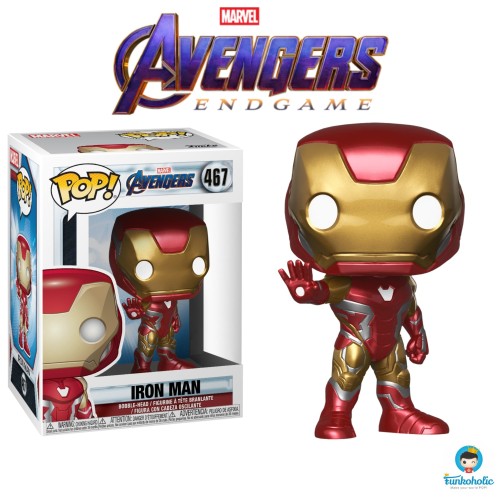 MARVEL
AVENGERS
ENDGAME
POP!
MARVEL
AVENGERS
467
IRON MAN
BOBBLE-HEAD / FIGURINE À TÊTE BRANLANTE
/ FIGURA CON CABEZA OSCILANTE
the
Funkoholic